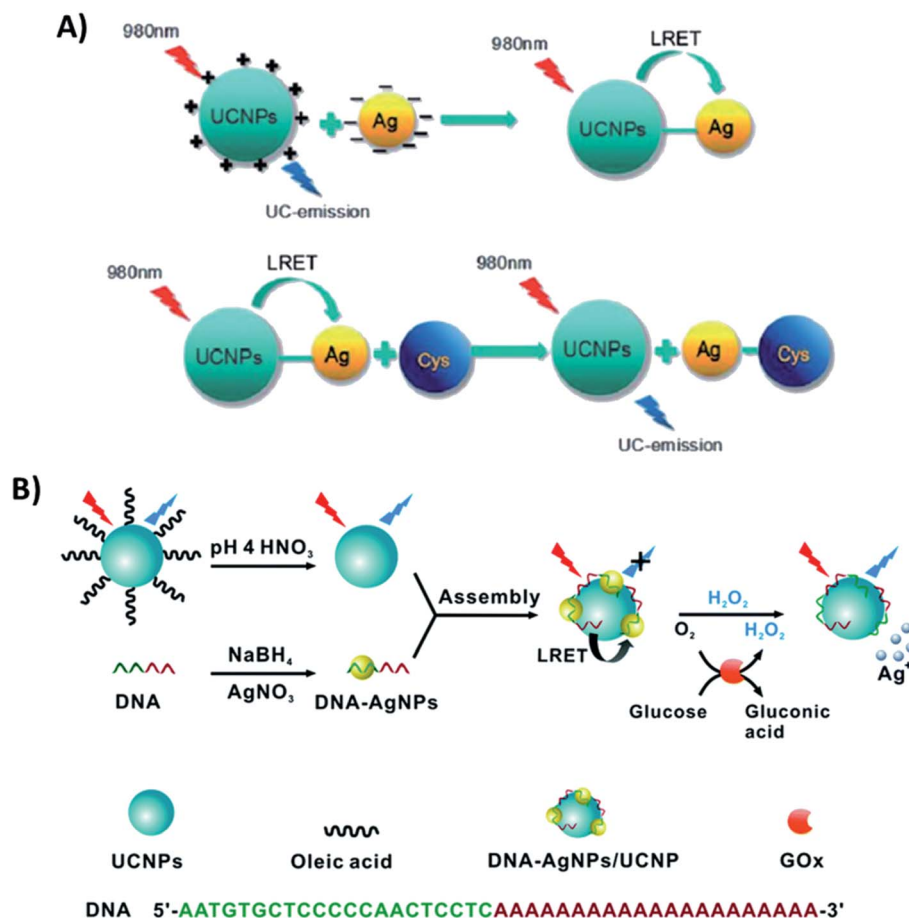 A)
980nm
UCNPs
Ag
UC-emission
980nm
LRET
UCNPs
Ag
980nm
LRET
UCNPs
Ag
Cys
980nm
UCNPs
Ag
Cys
UC-emission
B)
pH 4 HNO₃
DNA
NaBH₄
AgNO₃
DNA-AgNPs
Assembly
LRET
H₂O₂
O₂
H₂O₂
Glucose
Gluconic
acid
Ag⁺
UCNPs
Oleic acid
DNA-AgNPs/UCNP
GOx
DNA 5'-AATGTGCTCCCCCAACTCCTCAAAAAAAAAAAAAAAAAAAA-3'